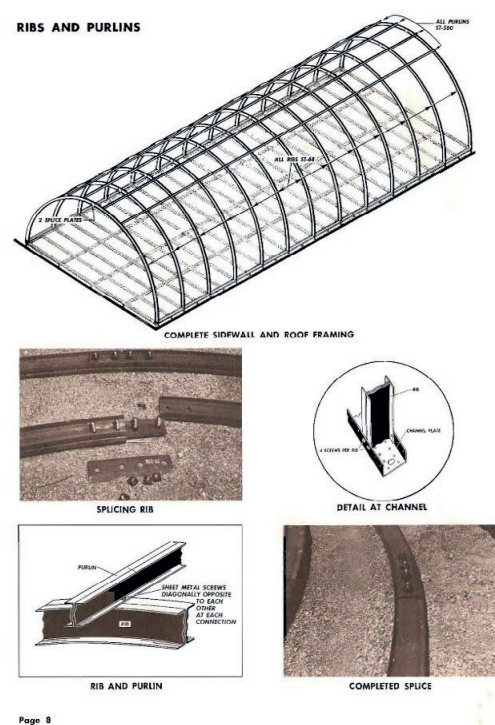 RIBS AND PURLINS
ALL PURLINS
ST-500
ALL RIBS ST-68
2 SPLICE PLATES
COMPLETE SIDEWALL AND ROOF FRAMING
SPLICING RIB
RIB
CHANNEL PLATE
4 SCREWS PER RIB
DETAIL AT CHANNEL
PURLIN
SHEET METAL SCREWS
DIAGONALLY OPPOSITE
TO EACH
OTHER
AT EACH
CONNECTION
RIB
RIB AND PURLIN
COMPLETED SPLICE
Page 8